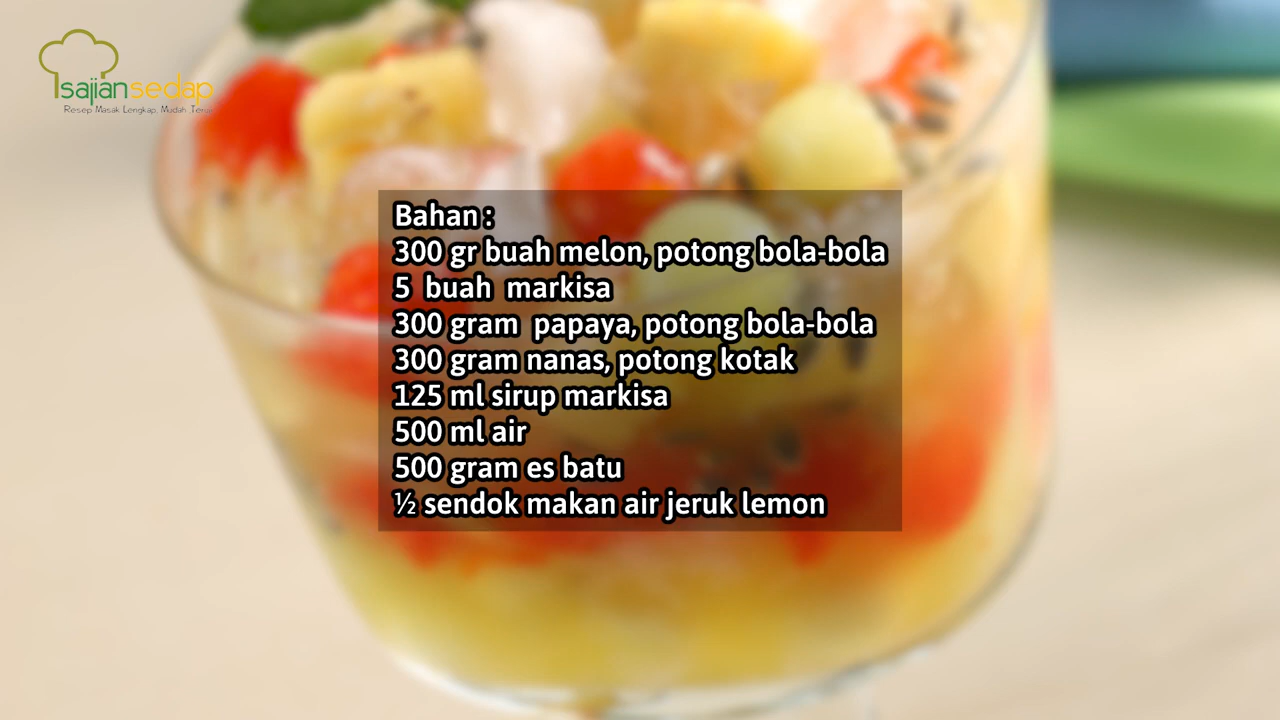 sajiansedap
Resep Masak Lengkap, Mudah Teruji
Bahan :
300 gr buah melon, potong bola-bola
5 buah markisa
300 gram papaya, potong bola-bola
300 gram nanas, potong kotak
125 ml sirup markisa
500 ml air
500 gram es batu
½ sendok makan air jeruk lemon